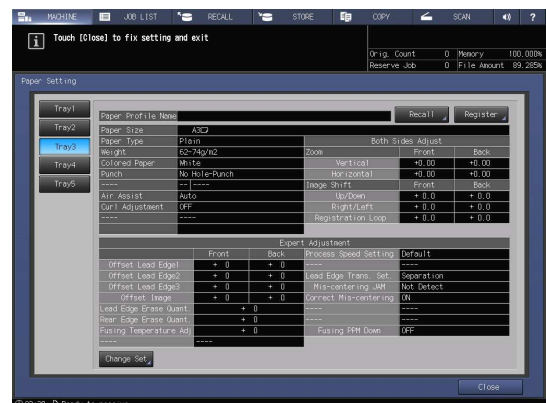 MACHINE JOB LIST RECALL STORE COPY SCAN ?
Touch [Close] to fix setting and exit
Orig. Count 0 Memory 100.000%
Reserve Job 0 File Amount 89.285%
Paper Setting
Tray1
Tray2
Tray3
Tray4
Tray5
Paper Profile Name Recall Register
Paper Size A3
Paper Type Plain Both Sides Adjust
Weight 62-74g/m2 Zoom Front Back
Colored Paper White Vertical +0.00 +0.00
Punch No Hole-Punch Horizontal +0.00 +0.00
---- --|---- Image Shift Front Back
Air Assist Auto Up/Down + 0.0 + 0.0
Curl Adjustment OFF Right/Left + 0.0 + 0.0
---- ---- Registration Loop + 0.0 + 0.0
Expert Adjustment
Front Back Process Speed Setting Default
Offset Lead Edge1 + 0 + 0 ---- ----
Offset Lead Edge2 + 0 + 0 Lead Edge Trans. Set. Separation
Offset Lead Edge3 + 0 + 0 Mis-centering JAM Not Detect
Offset Image + 0 + 0 Correct Mis-centering ON
Lead Edge Erase Quant. + 0 ---- ----
Rear Edge Erase Quant. + 0 ---- ----
Fusing Temperature Adj + 0 Fusing PPM Down OFF
---- ----
Change Set
Close